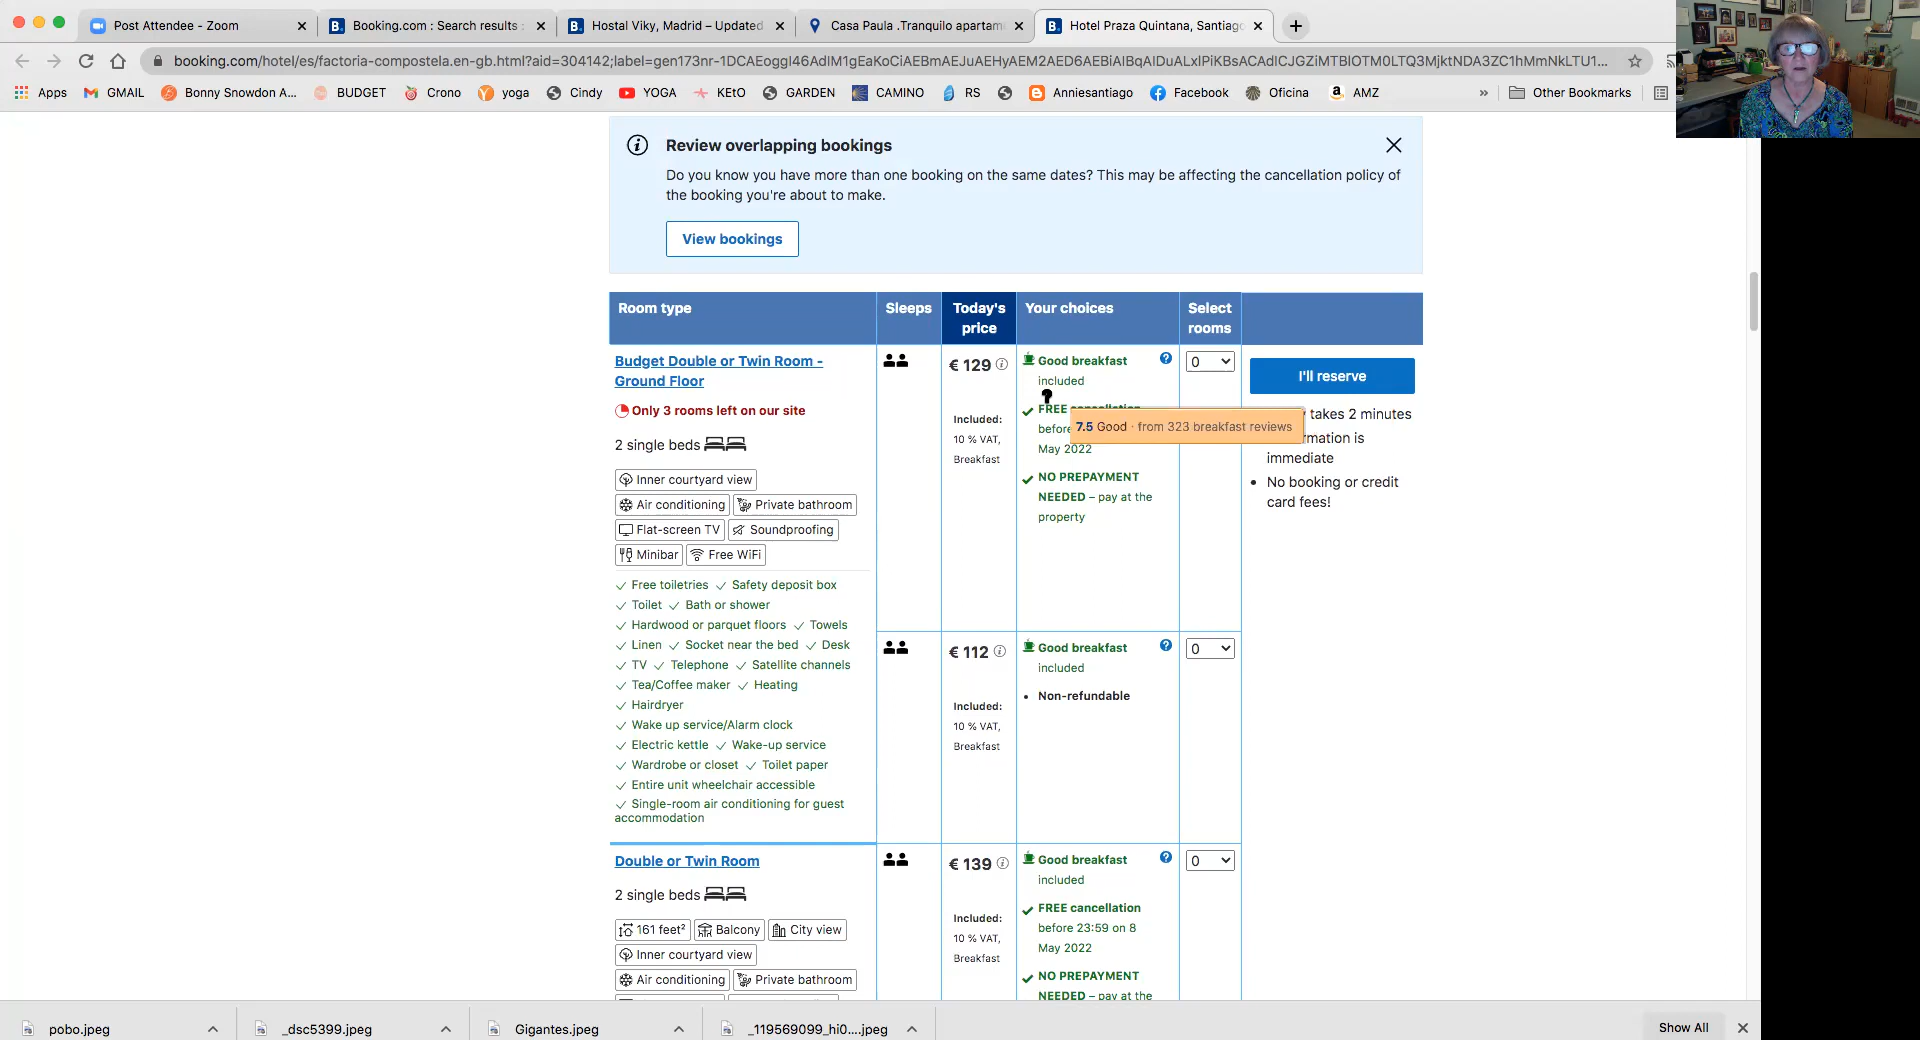 Post Attendee - Zoom
Booking.com : Search results :
Hostal Viky, Madrid – Updated
Casa Paula .Tranquilo apartam
Hotel Praza Quintana, Santiago
booking.com/hotel/es/factoria-compostela.en-gb.html?aid=304142;label=gen173nr-1DCAEoggI46AdIM1gEaKoCiAEBmAEJuAEHyAEM2AED6AEBiAIBqAIDuALxlPiKBsACAdICJGZiMTBlOTM0LTQ3MjktNDA3ZC1hMmNkLTU1...
Apps
GMAIL
Bonny Snowdon A...
BUDGET
Crono
yoga
Cindy
YOGA
KEtO
GARDEN
CAMINO
RS
Anniesantiago
Facebook
Oficina
AMZ
»
Other Bookmarks
Review overlapping bookings
Do you know you have more than one booking on the same dates? This may be affecting the cancellation policy of
the booking you're about to make.
View bookings
Room type
Sleeps
Today's
price
Your choices
Select
rooms
Budget Double or Twin Room -
Ground Floor
Only 3 rooms left on our site
2 single beds
Inner courtyard view
Air conditioning
Private bathroom
Flat-screen TV
Soundproofing
Minibar
Free WiFi
Free toiletries
Safety deposit box
Toilet
Bath or shower
Hardwood or parquet floors
Towels
Linen
Socket near the bed
Desk
TV
Telephone
Satellite channels
Tea/Coffee maker
Heating
Hairdryer
Wake up service/Alarm clock
Electric kettle
Wake-up service
Wardrobe or closet
Toilet paper
Entire unit wheelchair accessible
Single-room air conditioning for guest
accommodation
€ 129
Included:
10 % VAT,
Breakfast
Good breakfast
included
FREE cancellation
before
May 2022
NO PREPAYMENT
NEEDED – pay at the
property
0
7.5 Good · from 323 breakfast reviews
I'll reserve
takes 2 minutes
rmation is
immediate
No booking or credit
card fees!
€ 112
Included:
10 % VAT,
Breakfast
Good breakfast
included
Non-refundable
0
Double or Twin Room
2 single beds
161 feet²
Balcony
City view
Inner courtyard view
Air conditioning
Private bathroom
€ 139
Included:
10 % VAT,
Breakfast
Good breakfast
included
FREE cancellation
before 23:59 on 8
May 2022
NO PREPAYMENT
NEEDED – pay at the
0
pobo.jpeg
_dsc5399.jpeg
Gigantes.jpeg
_119569099_hi0....jpeg
Show All